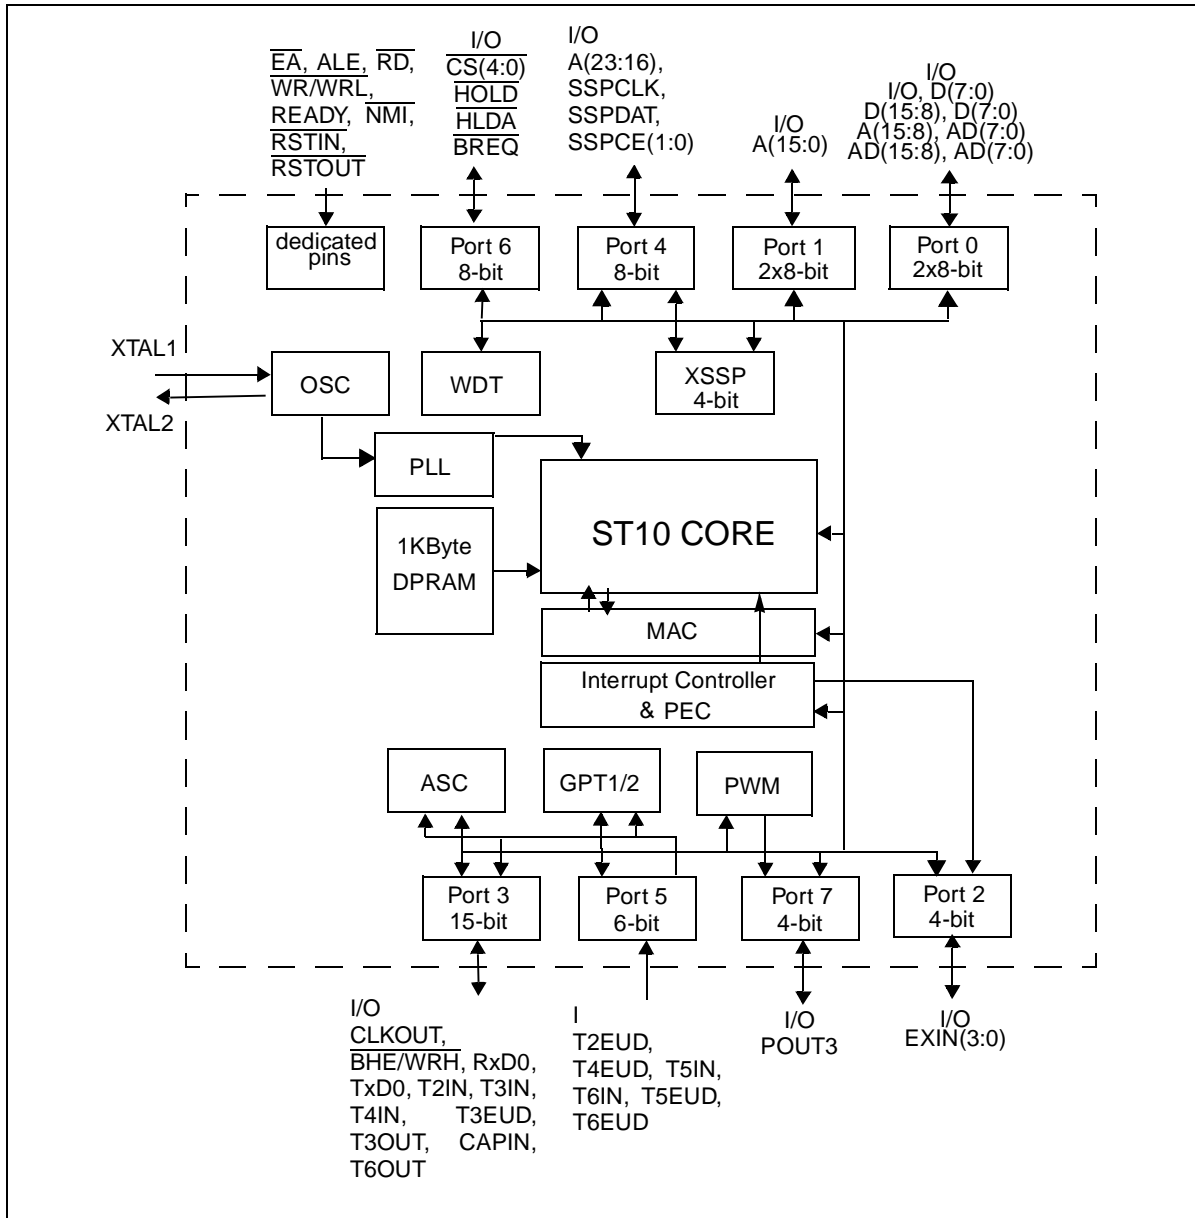 EA, ALE, RD,
WR/WRL,
READY, NMI,
RSTIN,
RSTOUT
I/O
CS(4:0)
HOLD
HLDA
BREQ
I/O
A(23:16),
SSPCLK,
SSPDAT,
SSPCE(1:0)
I/O
A(15:0)
I/O
I/O, D(7:0)
D(15:8), D(7:0)
A(15:8), AD(7:0)
AD(15:8), AD(7:0)
dedicated
pins
Port 6
8-bit
Port 4
8-bit
Port 1
2x8-bit
Port 0
2x8-bit
XTAL1
XTAL2
OSC
WDT
XSSP
4-bit
PLL
1KByte
DPRAM
ST10 CORE
MAC
Interrupt Controller
& PEC
ASC
GPT1/2
PWM
Port 3
15-bit
Port 5
6-bit
Port 7
4-bit
Port 2
4-bit
I/O
CLKOUT,
BHE/WRH, RxD0,
TxD0, T2IN, T3IN,
T4IN, T3EUD,
T3OUT, CAPIN,
T6OUT
I
T2EUD,
T4EUD, T5IN,
T6IN, T5EUD,
T6EUD
I/O
POUT3
I/O
EXIN(3:0)